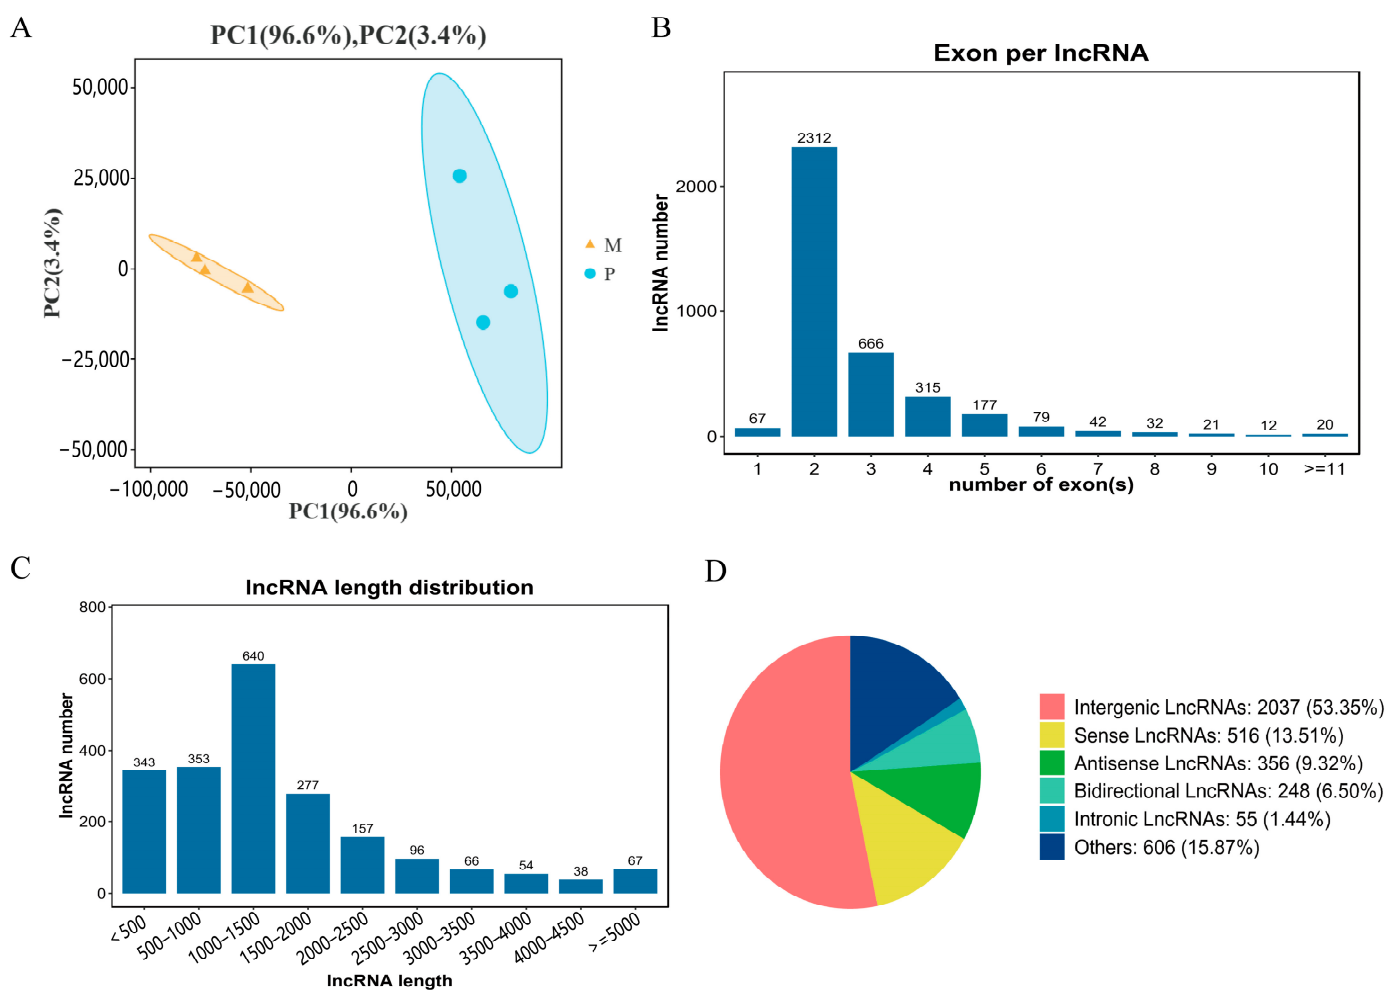 A
PC1(96.6%),PC2(3.4%)
50,000
25,000
0
−25,000
−50,000
PC2(3.4%)
−100,000 −50,000 0 50,000
PC1(96.6%)
M
P
B
Exon per lncRNA
lncRNA number
2000
1000
0
67 2312 666 315 177 79 42 32 21 12 20
1 2 3 4 5 6 7 8 9 10 >=11
number of exon(s)
C
lncRNA length distribution
lncRNA number
800
600
400
200
0
343 353 640 277 157 96 66 54 38 67
<500 500−1000 1000−1500 1500−2000 2000−2500 2500−3000 3000−3500 3500−4000 4000−4500 >=5000
lncRNA length
D
Intergenic LncRNAs: 2037 (53.35%)
Sense LncRNAs: 516 (13.51%)
Antisense LncRNAs: 356 (9.32%)
Bidirectional LncRNAs: 248 (6.50%)
Intronic LncRNAs: 55 (1.44%)
Others: 606 (15.87%)